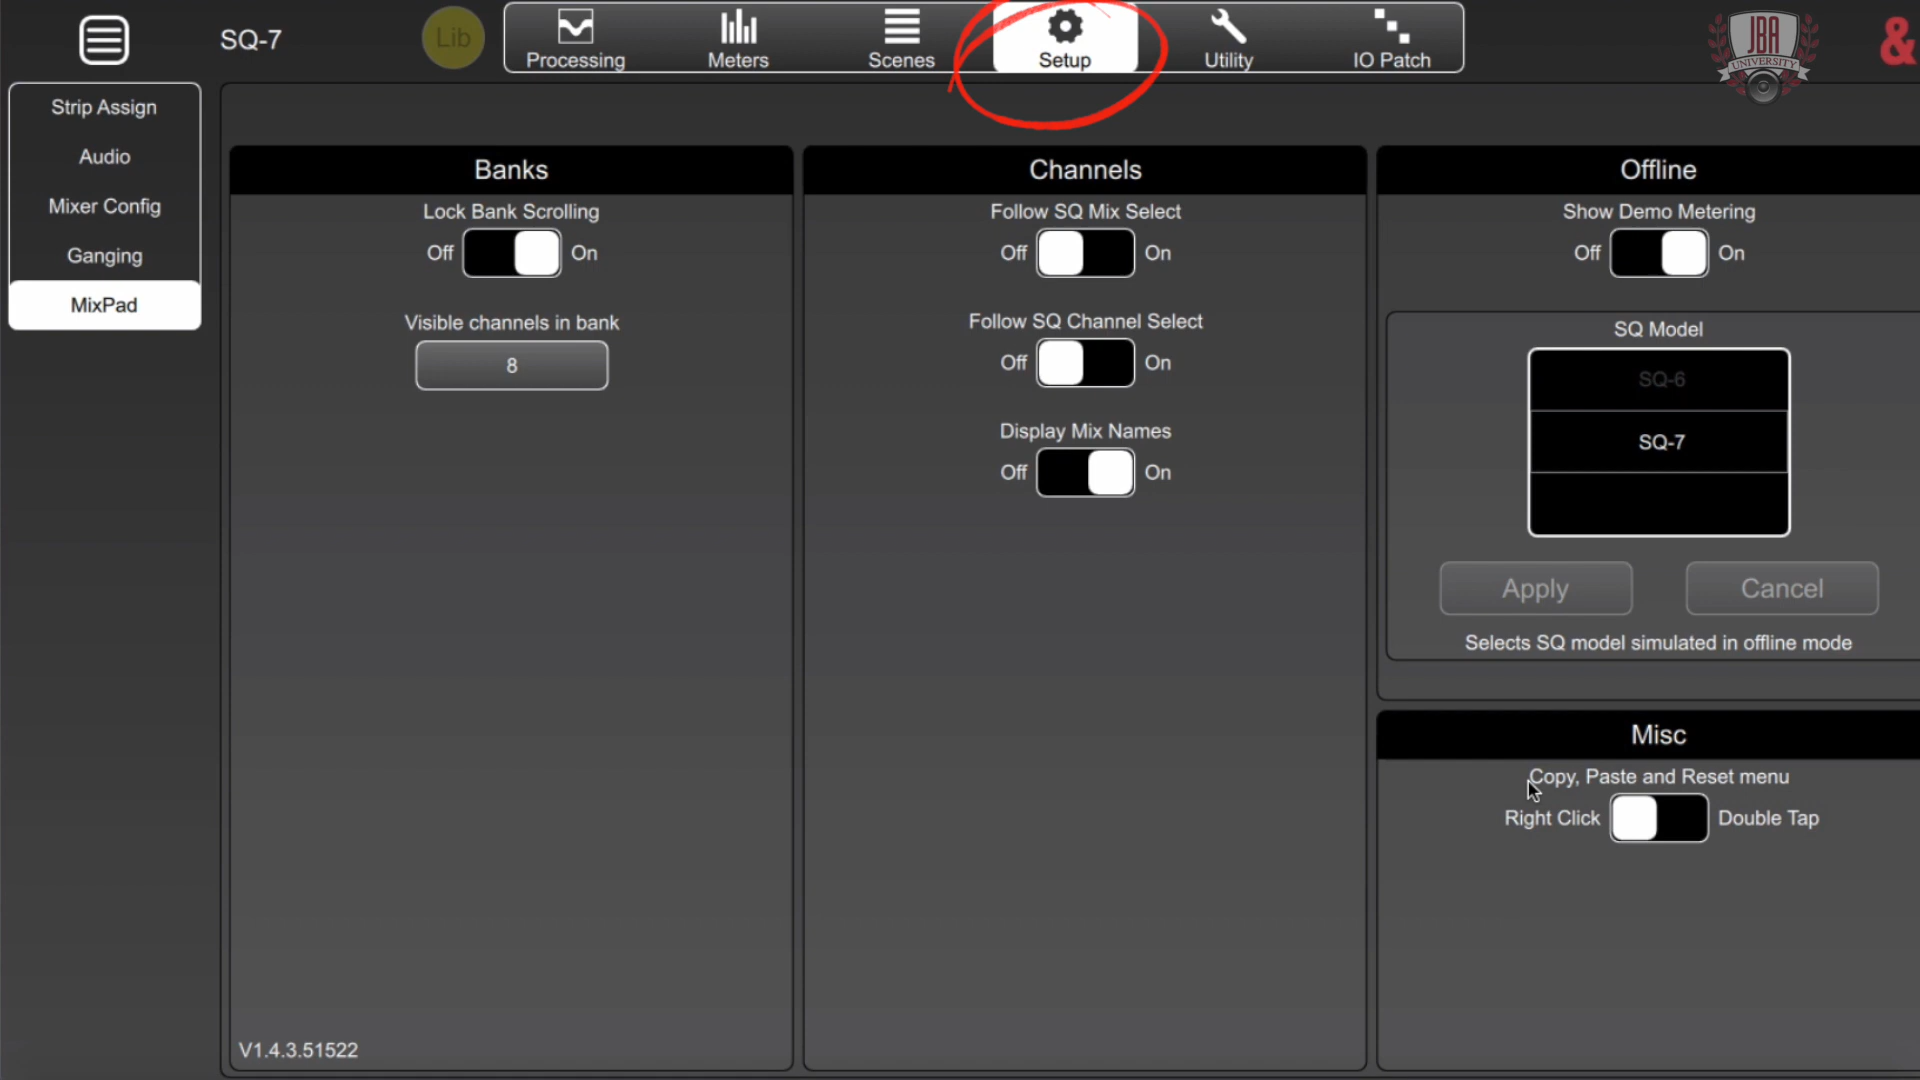 SQ-7
Lib
Processing
Meters
Scenes
Setup
Utility
IO Patch
JBA
UNIVERSITY
&
Strip Assign
Audio
Mixer Config
Ganging
MixPad
Banks
Lock Bank Scrolling
Off On
Visible channels in bank
8
V1.4.3.51522
Channels
Follow SQ Mix Select
Off On
Follow SQ Channel Select
Off On
Display Mix Names
Off On
Offline
Show Demo Metering
Off On
SQ Model
SQ-6
SQ-7
Apply Cancel
Selects SQ model simulated in offline mode
Misc
Copy, Paste and Reset menu
Right Click Double Tap